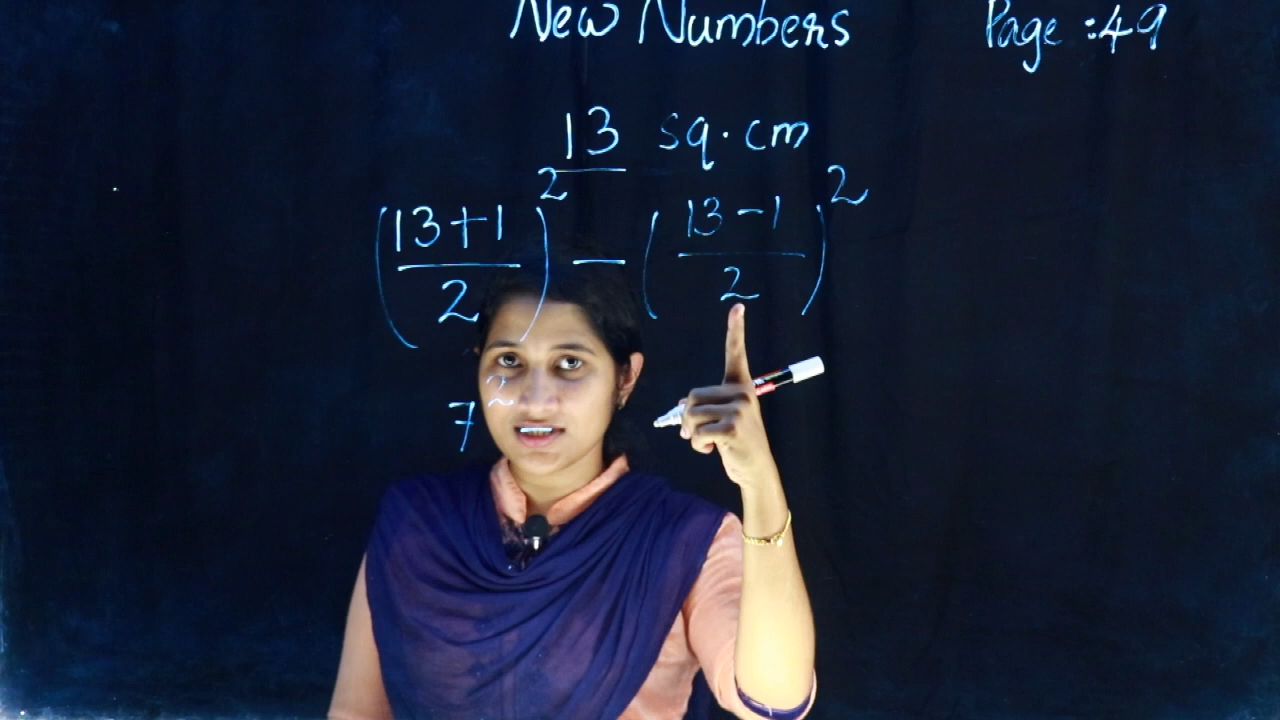 New Numbers Page :49
13 sq.cm
((13+1)/2)² – ((13-1)/2)²
7²